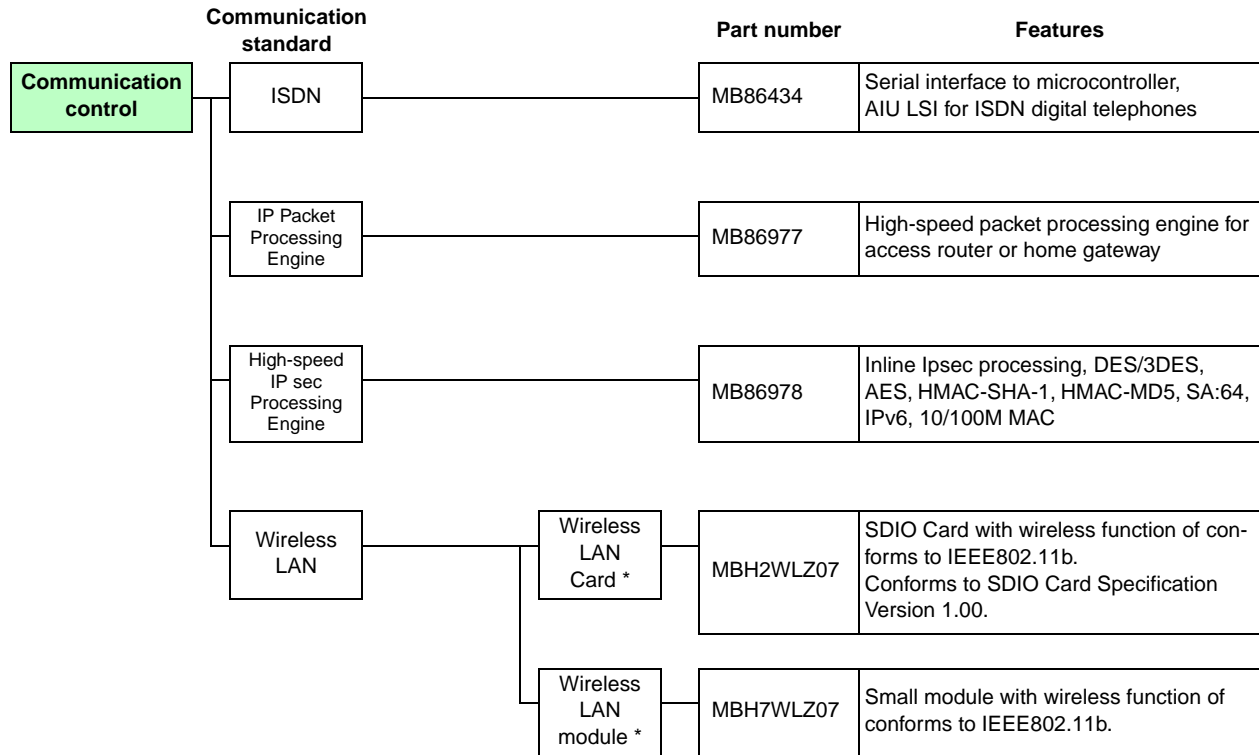 Communication
standard
Part number
Features
Communication
control
ISDN
MB86434
Serial interface to microcontroller,
AIU LSI for ISDN digital telephones
IP Packet
Processing
Engine
MB86977
High-speed packet processing engine for
access router or home gateway
High-speed
IP sec
Processing
Engine
MB86978
Inline Ipsec processing, DES/3DES,
AES, HMAC-SHA-1, HMAC-MD5, SA:64,
IPv6, 10/100M MAC
Wireless
LAN
Wireless
LAN
Card *
MBH2WLZ07
SDIO Card with wireless function of con-
forms to IEEE802.11b.
Conforms to SDIO Card Specification
Version 1.00.
Wireless
LAN
module *
MBH7WLZ07
Small module with wireless function of
conforms to IEEE802.11b.